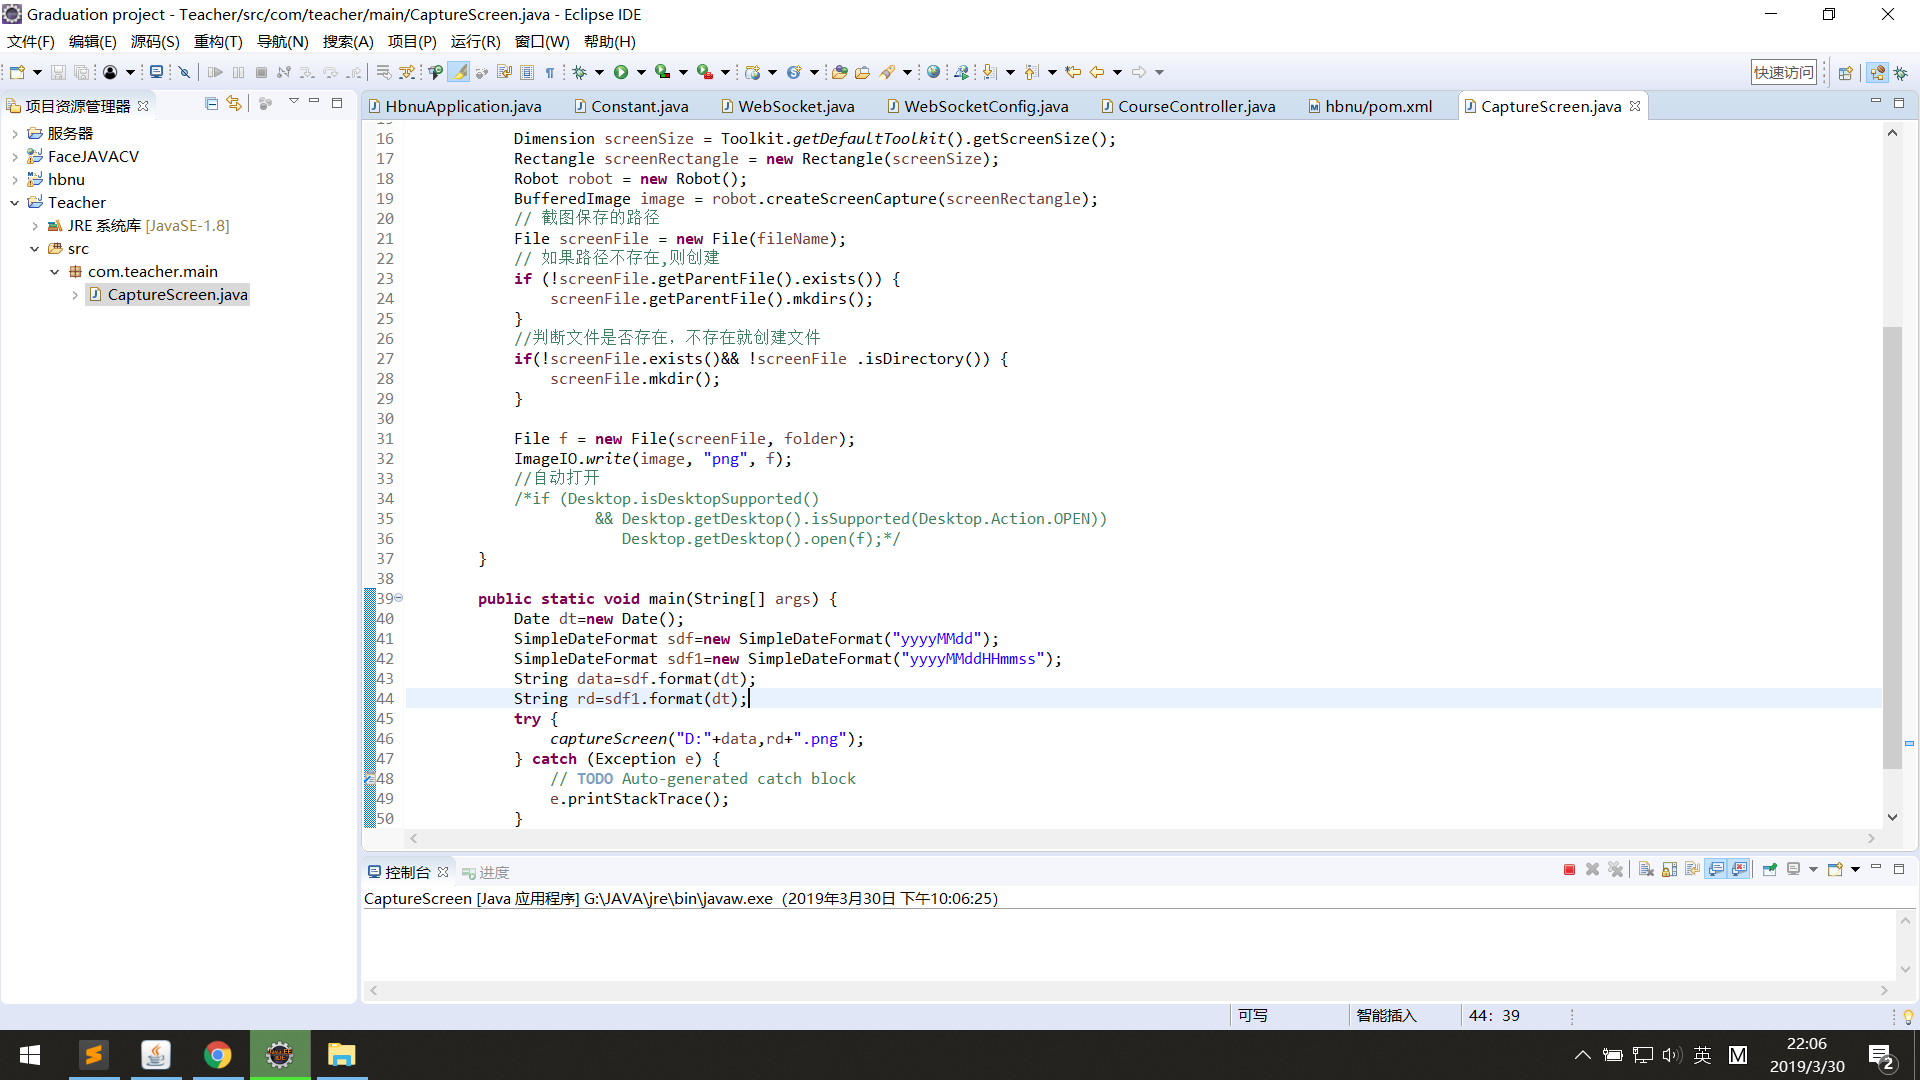 Graduation project - Teacher/src/com/teacher/main/CaptureScreen.java - Eclipse IDE
文件(F) 编辑(E) 源码(S) 重构(T) 导航(N) 搜索(A) 项目(P) 运行(R) 窗口(W) 帮助(H)
快速访问
项目资源管理器
服务器
FaceJAVACV
hbnu
Teacher
JRE 系统库 [JavaSE-1.8]
src
com.teacher.main
CaptureScreen.java
HbnuApplication.java Constant.java WebSocket.java WebSocketConfig.java CourseController.java hbnu/pom.xml CaptureScreen.java
16 Dimension screenSize = Toolkit.getDefaultToolkit().getScreenSize();
17 Rectangle screenRectangle = new Rectangle(screenSize);
18 Robot robot = new Robot();
19 BufferedImage image = robot.createScreenCapture(screenRectangle);
20 // 截图保存的路径
21 File screenFile = new File(fileName);
22 // 如果路径不存在,则创建
23 if (!screenFile.getParentFile().exists()) {
24 screenFile.getParentFile().mkdirs();
25 }
26 //判断文件是否存在，不存在就创建文件
27 if(!screenFile.exists()&& !screenFile .isDirectory()) {
28 screenFile.mkdir();
29 }
30
31 File f = new File(screenFile, folder);
32 ImageIO.write(image, "png", f);
33 //自动打开
34 /*if (Desktop.isDesktopSupported()
35 && Desktop.getDesktop().isSupported(Desktop.Action.OPEN))
36 Desktop.getDesktop().open(f);*/
37 }
38
39 public static void main(String[] args) {
40 Date dt=new Date();
41 SimpleDateFormat sdf=new SimpleDateFormat("yyyyMMdd");
42 SimpleDateFormat sdf1=new SimpleDateFormat("yyyyMMddHHmmss");
43 String data=sdf.format(dt);
44 String rd=sdf1.format(dt);
45 try {
46 captureScreen("D:"+data,rd+".png");
47 } catch (Exception e) {
48 // TODO Auto-generated catch block
49 e.printStackTrace();
50 }
控制台 进度
CaptureScreen [Java 应用程序] G:\JAVA\jre\bin\javaw.exe (2019年3月30日 下午10:06:25)
可写 智能插入 44: 39
英 M
22:06
2019/3/30
2